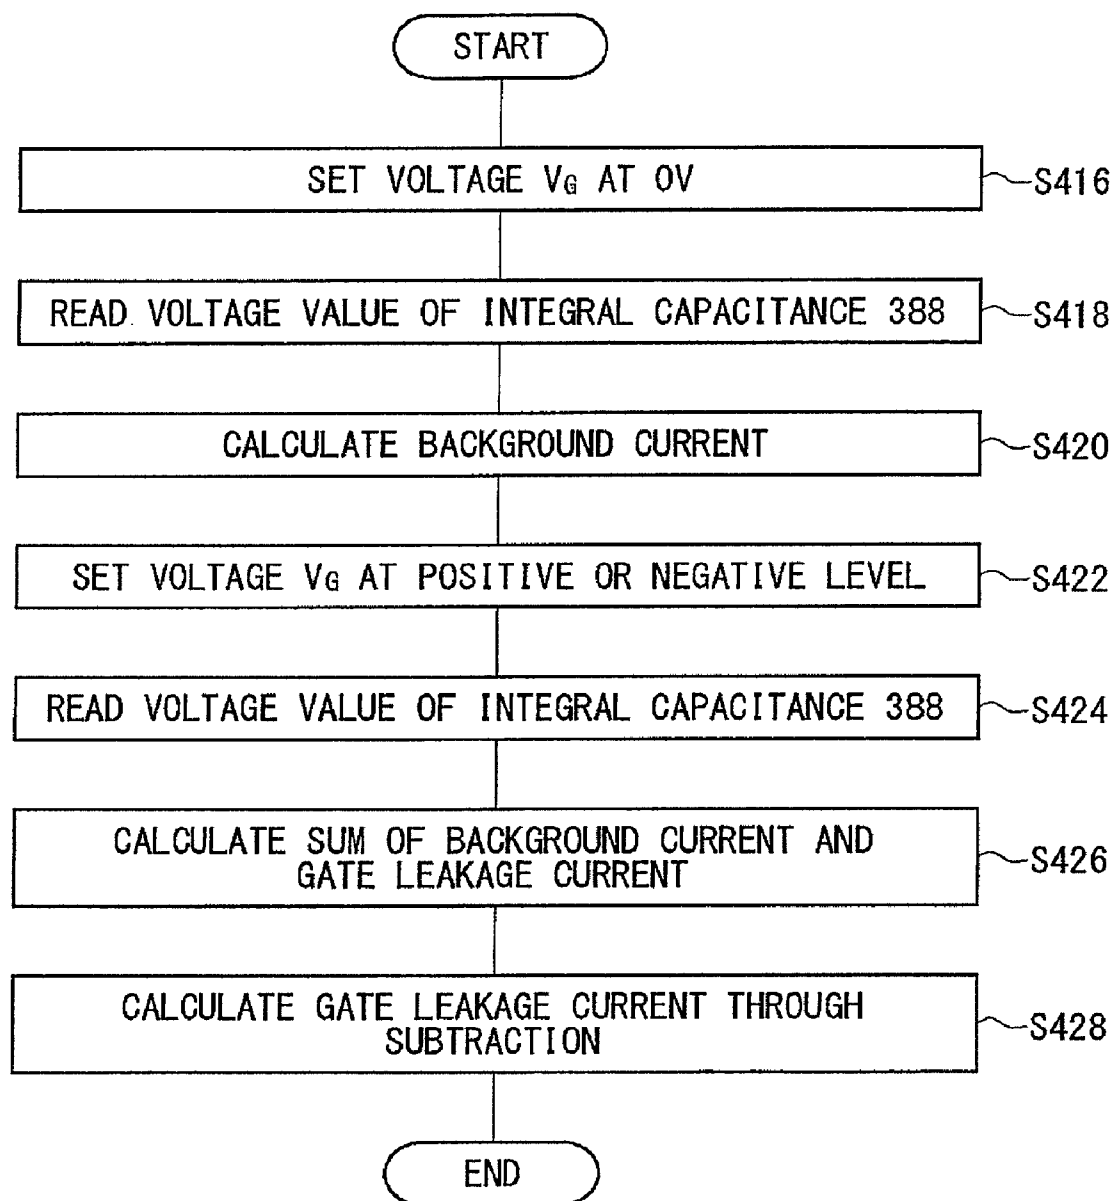 START
SET VOLTAGE VG AT 0V
S416
READ VOLTAGE VALUE OF INTEGRAL CAPACITANCE 388
S418
CALCULATE BACKGROUND CURRENT
S420
SET VOLTAGE VG AT POSITIVE OR NEGATIVE LEVEL
S422
READ VOLTAGE VALUE OF INTEGRAL CAPACITANCE 388
S424
CALCULATE SUM OF BACKGROUND CURRENT AND
GATE LEAKAGE CURRENT
S426
CALCULATE GATE LEAKAGE CURRENT THROUGH
SUBTRACTION
S428
END